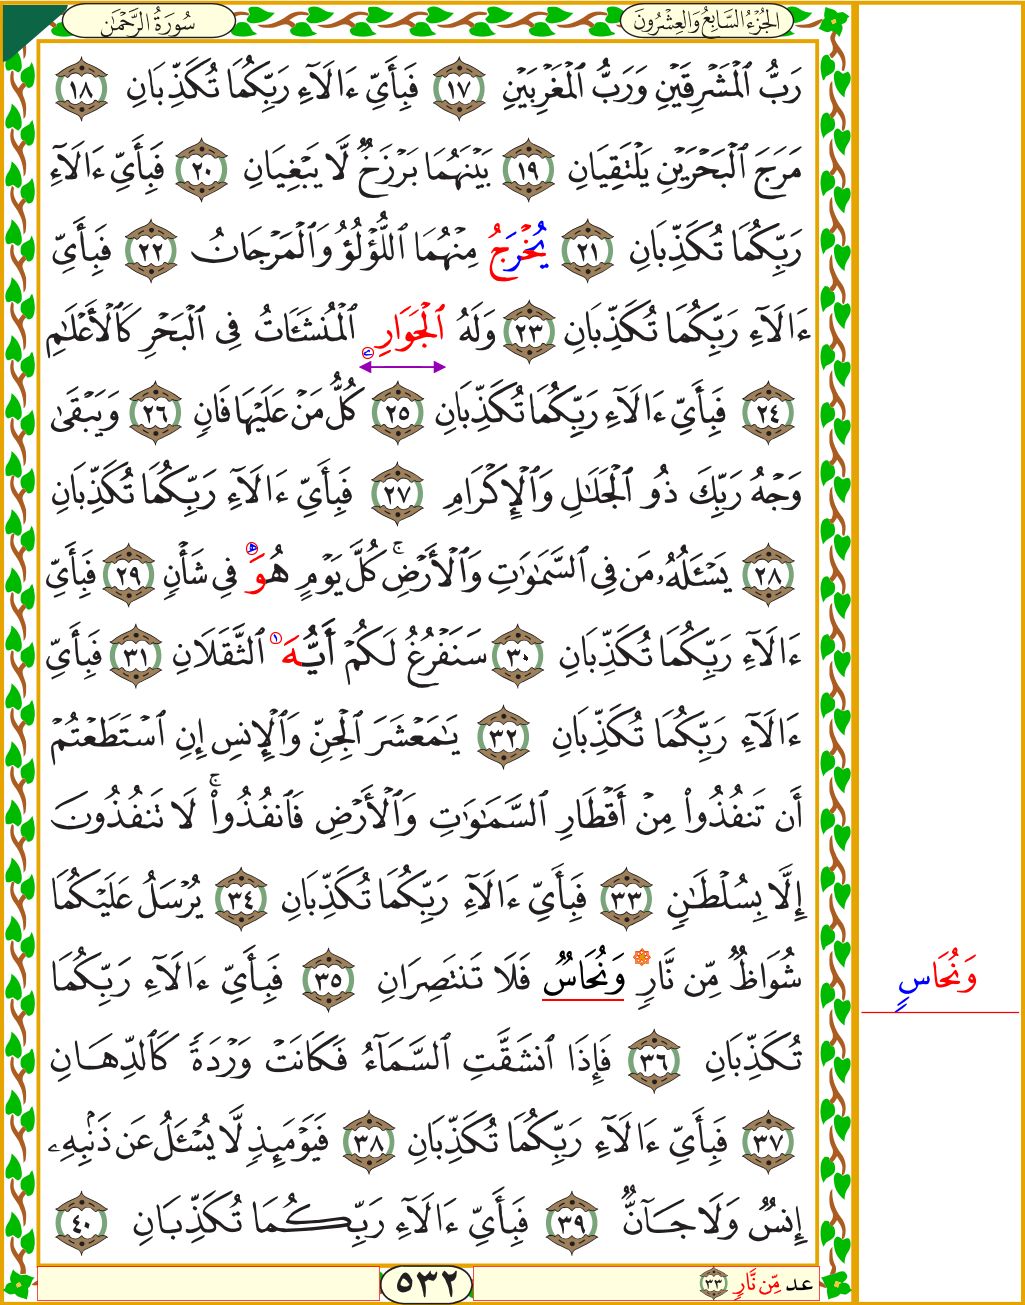 الجُزْءُ السَّابِعُ وَالعِشْرُونَ
سُورَةُ الرَّحْمٰن
رَبُّ ٱلْمَشْرِقَيْنِ وَرَبُّ ٱلْمَغْرِبَيْنِ ١٧ فَبِأَيِّ ءَالَآءِ رَبِّكُمَا تُكَذِّبَانِ ١٨
مَرَجَ ٱلْبَحْرَيْنِ يَلْتَقِيَانِ ١٩ بَيْنَهُمَا بَرْزَخٌ لَّا يَبْغِيَانِ ٢٠ فَبِأَيِّ ءَالَآءِ
رَبِّكُمَا تُكَذِّبَانِ ٢١ يُخْرَجُ مِنْهُمَا ٱللُّؤْلُؤُ وَٱلْمَرْجَانُ ٢٢ فَبِأَيِّ
ءَالَآءِ رَبِّكُمَا تُكَذِّبَانِ ٢٣ وَلَهُ ٱلْجَوَارِۦ ٱلْمُنشَـَٔاتُ فِى ٱلْبَحْرِ كَٱلْأَعْلَٰمِ
٢٤ فَبِأَيِّ ءَالَآءِ رَبِّكُمَا تُكَذِّبَانِ ٢٥ كُلُّ مَنْ عَلَيْهَا فَانٍ ٢٦ وَيَبْقَىٰ
وَجْهُ رَبِّكَ ذُو ٱلْجَلَٰلِ وَٱلْإِكْرَامِ ٢٧ فَبِأَيِّ ءَالَآءِ رَبِّكُمَا تُكَذِّبَانِ
٢٨ يَسْـَٔلُهُۥ مَن فِى ٱلسَّمَٰوَٰتِ وَٱلْأَرْضِ ۚ كُلَّ يَوْمٍ هُوَ فِى شَأْنٍ ٢٩ فَبِأَيِّ
ءَالَآءِ رَبِّكُمَا تُكَذِّبَانِ ٣٠ سَنَفْرُغُ لَكُمْ أَيُّهَ ١ ٱلثَّقَلَانِ ٣١ فَبِأَيِّ
ءَالَآءِ رَبِّكُمَا تُكَذِّبَانِ ٣٢ يَٰمَعْشَرَ ٱلْجِنِّ وَٱلْإِنسِ إِنِ ٱسْتَطَعْتُمْ
أَن تَنفُذُوا۟ مِنْ أَقْطَارِ ٱلسَّمَٰوَٰتِ وَٱلْأَرْضِ فَٱنفُذُوا۟ ۚ لَا تَنفُذُونَ
إِلَّا بِسُلْطَٰنٍ ٣٣ فَبِأَيِّ ءَالَآءِ رَبِّكُمَا تُكَذِّبَانِ ٣٤ يُرْسَلُ عَلَيْكُمَا
شُوَاظٌ مِّن نَّارٍ وَنُحَاسٌ فَلَا تَنتَصِرَانِ ٣٥ فَبِأَيِّ ءَالَآءِ رَبِّكُمَا
وَنُحَاسٍ
تُكَذِّبَانِ ٣٦ فَإِذَا ٱنشَقَّتِ ٱلسَّمَآءُ فَكَانَتْ وَرْدَةً كَٱلدِّهَانِ
٣٧ فَبِأَيِّ ءَالَآءِ رَبِّكُمَا تُكَذِّبَانِ ٣٨ فَيَوْمَئِذٍ لَّا يُسْـَٔلُ عَن ذَنۢبِهِۦ
إِنسٌ وَلَا جَآنٌّ ٣٩ فَبِأَيِّ ءَالَآءِ رَبِّكُمَا تُكَذِّبَانِ ٤٠
عد مِّن نَّارٍ ٣٣
٥٣٢